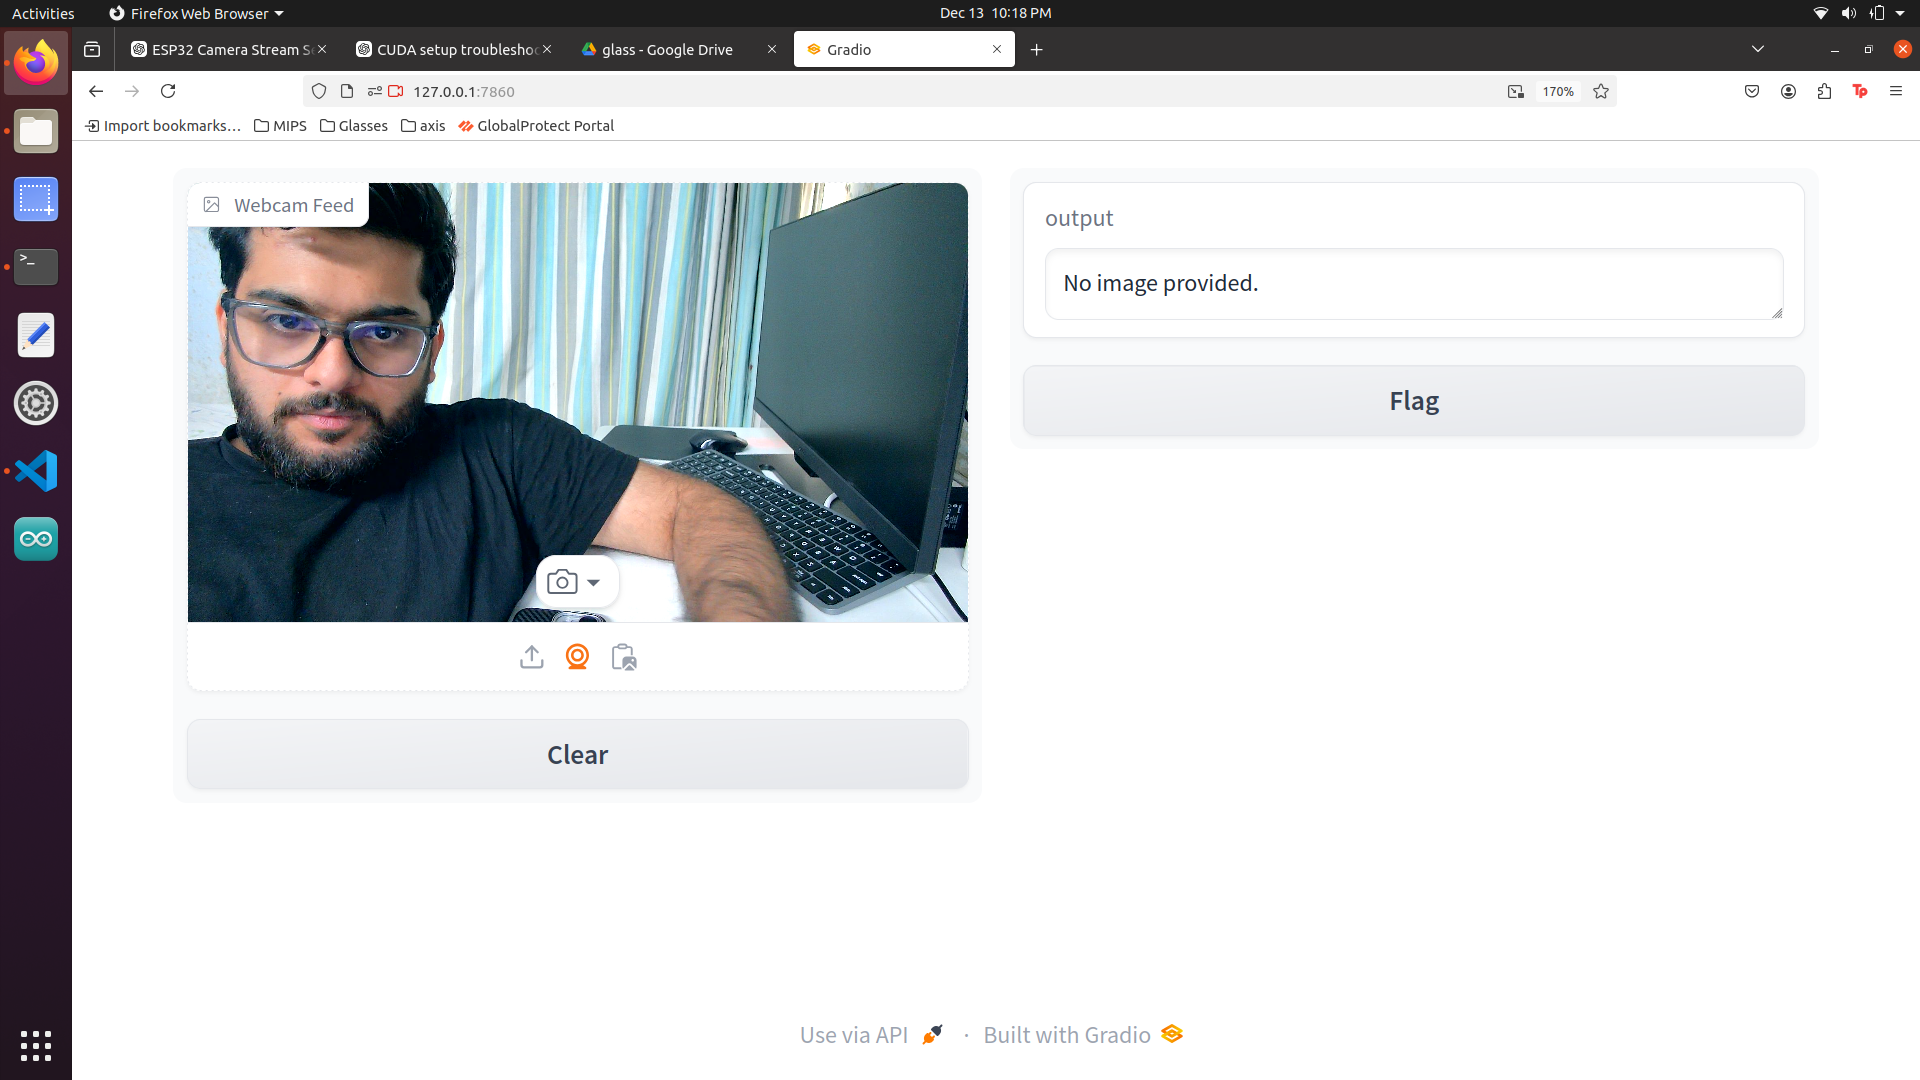 Activities
Firefox Web Browser
Dec 13 10:18 PM
ESP32 Camera Stream S
CUDA setup troubleshoo
glass - Google Drive
Gradio
127.0.0.1:7860
170%
Import bookmarks...
MIPS
Glasses
axis
GlobalProtect Portal
Webcam Feed
Clear
output
No image provided.
Flag
Use via API
·
Built with Gradio